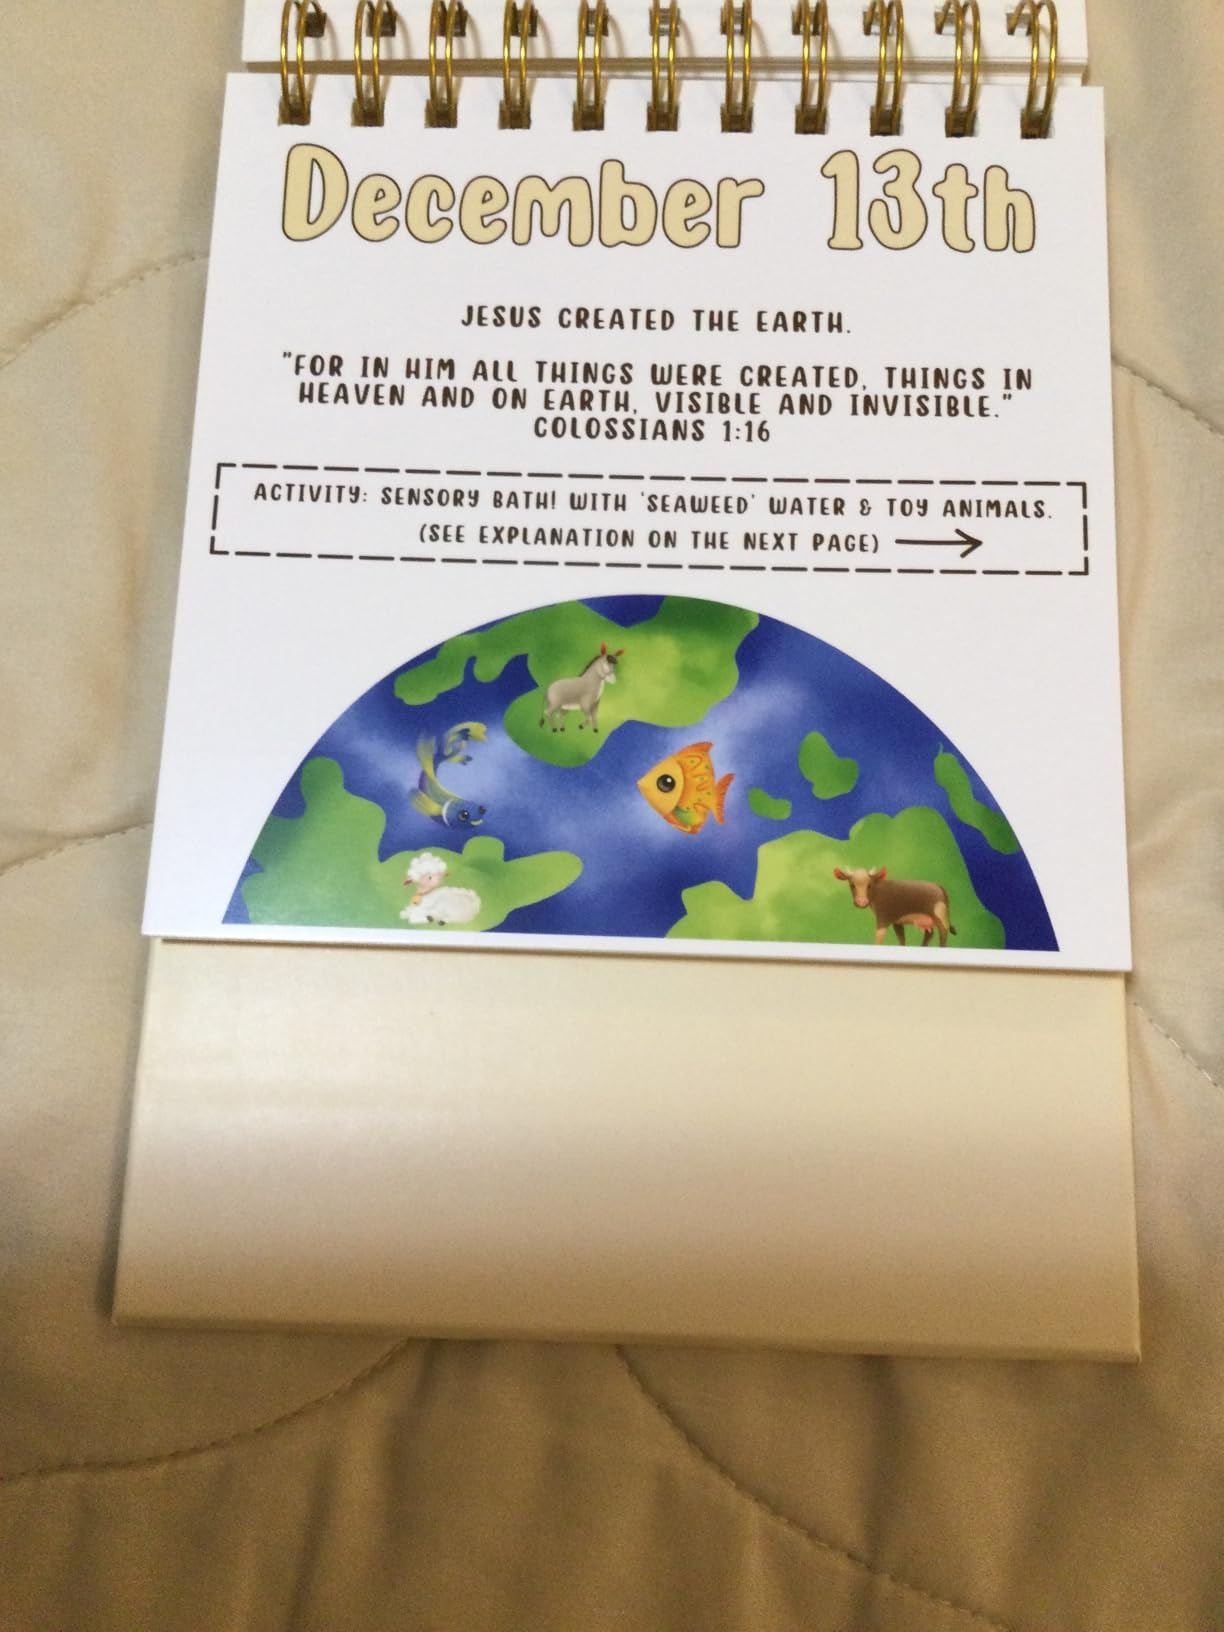 December 13th
JESUS CREATED THE EARTH.
"FOR IN HIM ALL THINGS WERE CREATED, THINGS IN
HEAVEN AND ON EARTH, VISIBLE AND INVISIBLE."
COLOSSIANS 1:16
ACTIVITY: SENSORY BATH! WITH 'SEAWEED' WATER & TOY ANIMALS.
(SEE EXPLANATION ON THE NEXT PAGE)